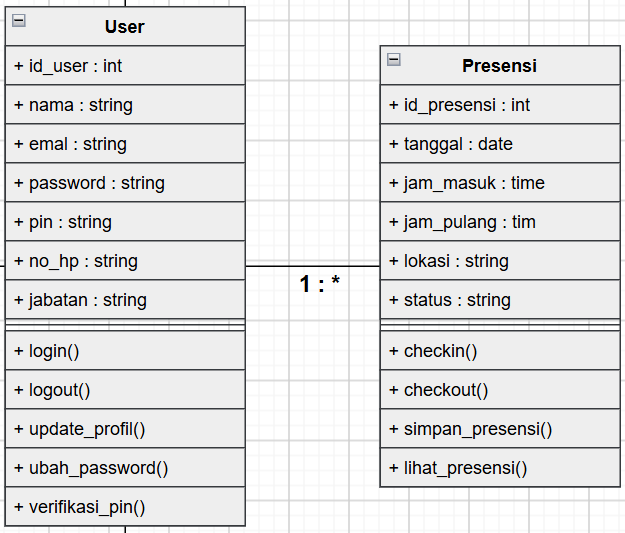 User
+ id_user : int
+ nama : string
+ emal : string
+ password : string
+ pin : string
+ no_hp : string
+ jabatan : string
+ login()
+ logout()
+ update_profil()
+ ubah_password()
+ verifikasi_pin()
1 : *
Presensi
+ id_presensi : int
+ tanggal : date
+ jam_masuk : time
+ jam_pulang : tim
+ lokasi : string
+ status : string
+ checkin()
+ checkout()
+ simpan_presensi()
+ lihat_presensi()